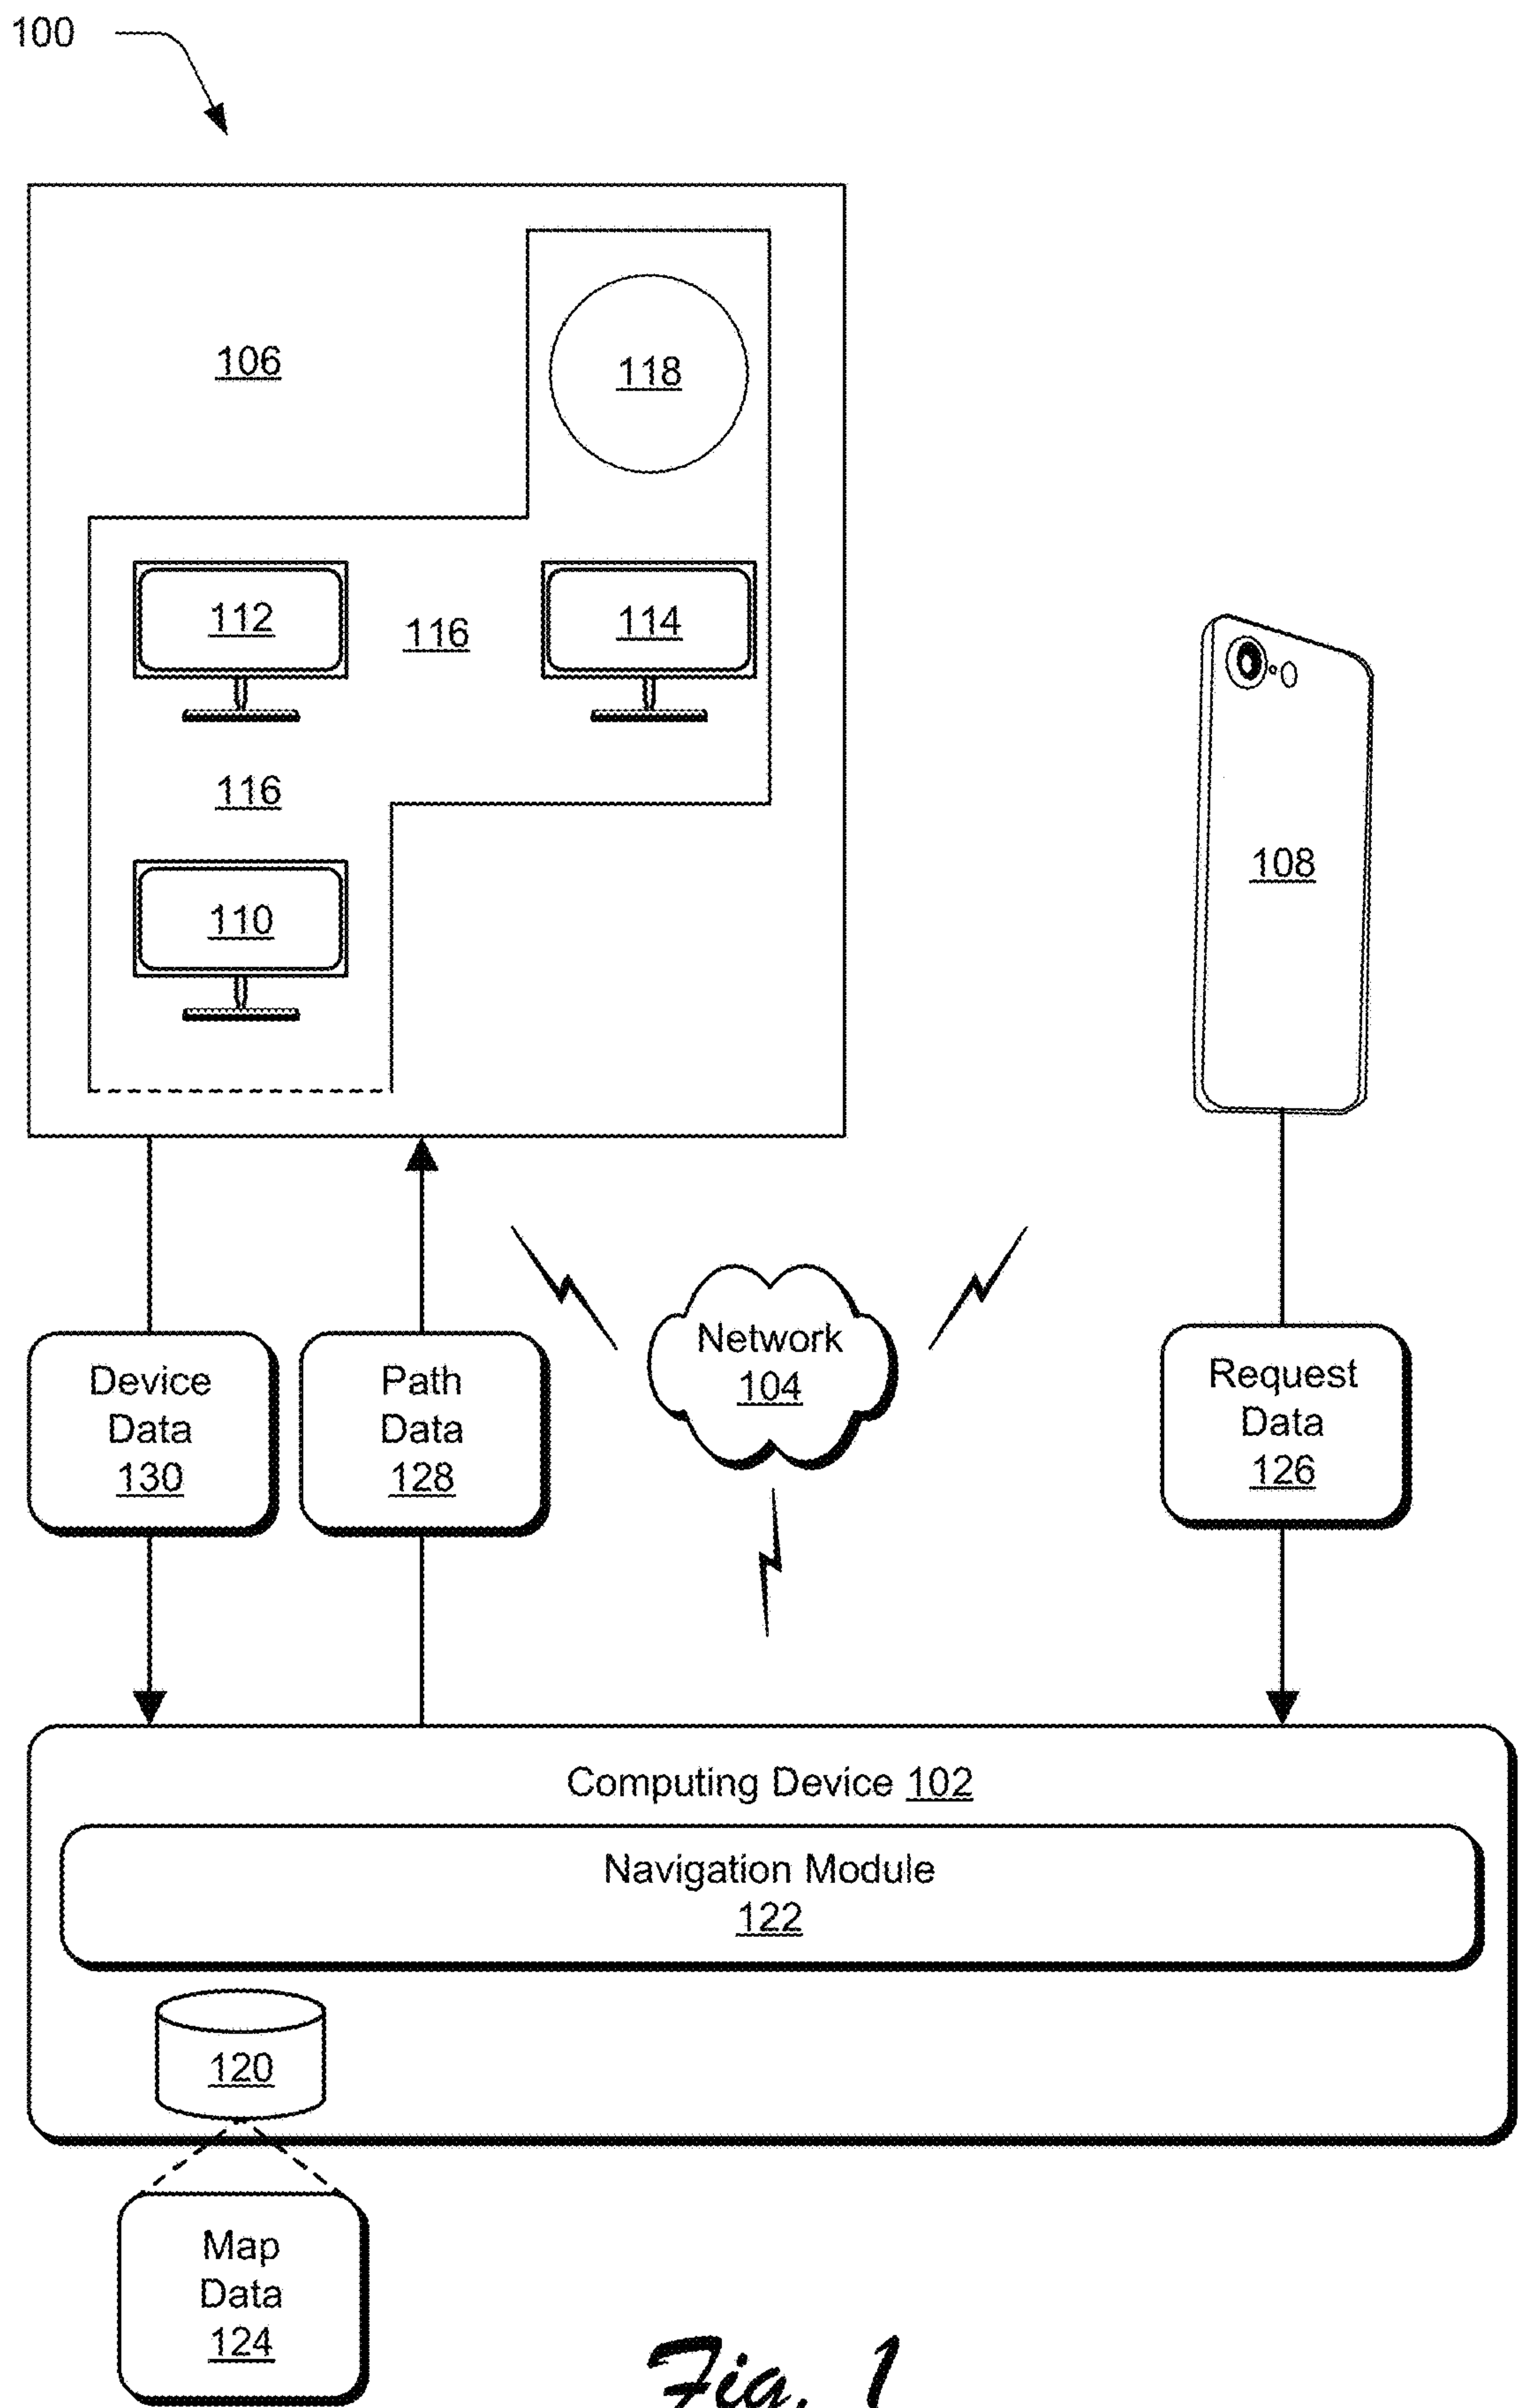 100
106
118
112
116
114
116
108
110
Device
Data
130
Path
Data
128
Network
104
Request
Data
126
Computing Device 102
Navigation Module
122
120
Map
Data
124
Fig. 1